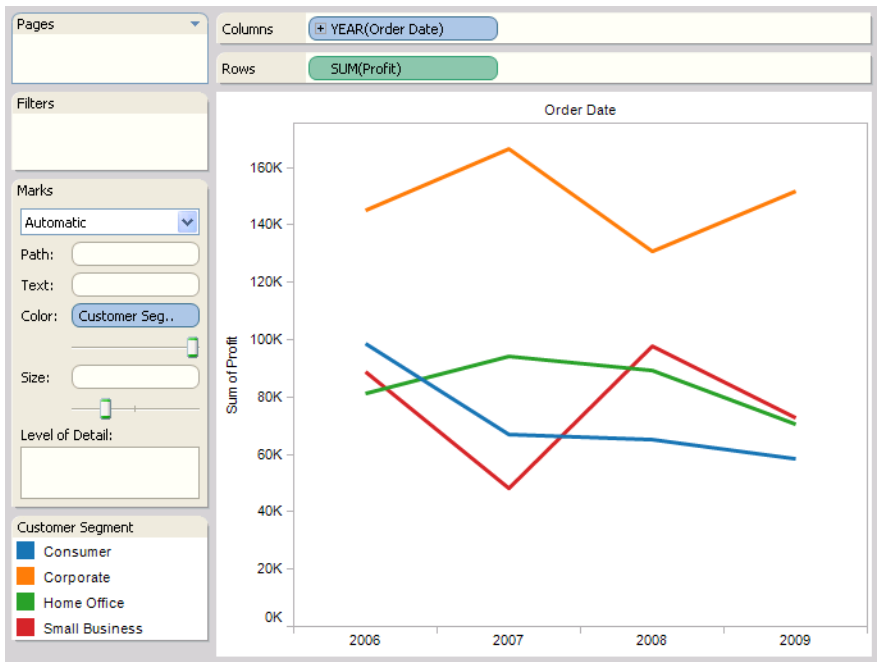 Pages
Columns
YEAR(Order Date)
Rows
SUM(Profit)
Filters
Marks
Automatic
Path:
Text:
Color:
Customer Seg..
Size:
Level of Detail:
Customer Segment
Consumer
Corporate
Home Office
Small Business
Order Date
Sum of Profit
160K
140K
120K
100K
80K
60K
40K
20K
0K
2006 2007 2008 2009